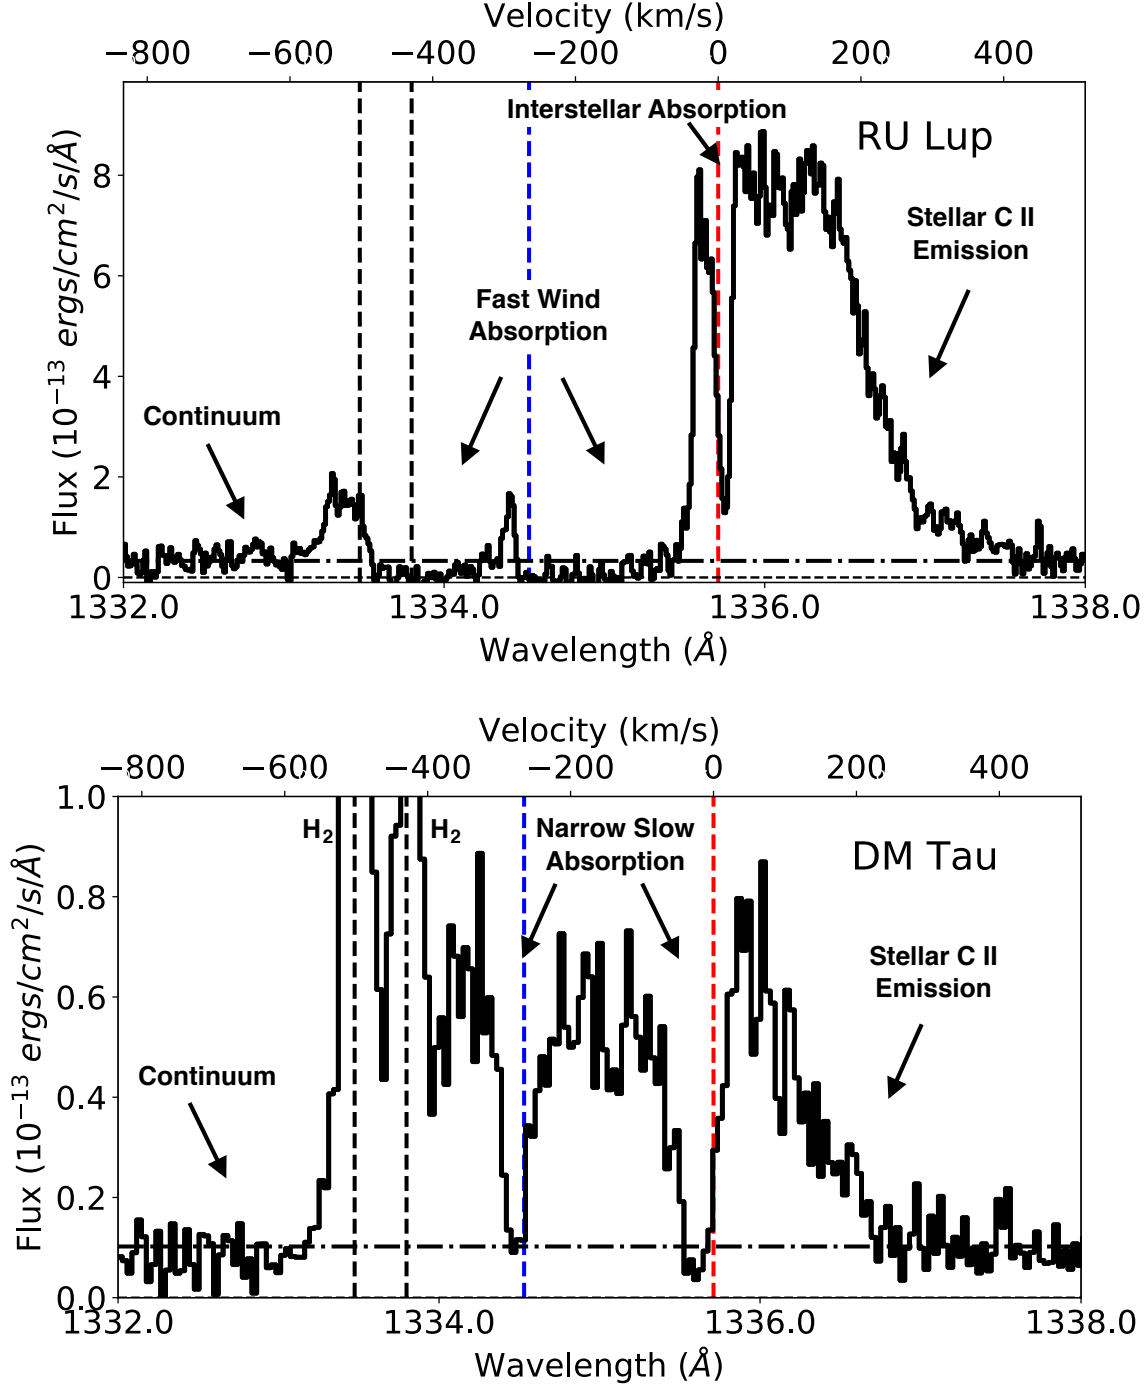 Velocity (km/s)
−800 −600 −400 −200 0 200 400
Interstellar Absorption
RU Lup
8
Stellar C II
Emission
6
Fast Wind
Absorption
4
Continuum
2
0
Flux (10⁻¹³ ergs/cm²/s/Å)
1332.0 1334.0 1336.0 1338.0
Wavelength (Å)
Velocity (km/s)
−800 −600 −400 −200 0 200 400
1.0
H₂ H₂
Narrow Slow
Absorption
DM Tau
0.8
Stellar C II
Emission
0.6
Continuum
0.4
0.2
0.0
Flux (10⁻¹³ ergs/cm²/s/Å)
1332.0 1334.0 1336.0 1338.0
Wavelength (Å)